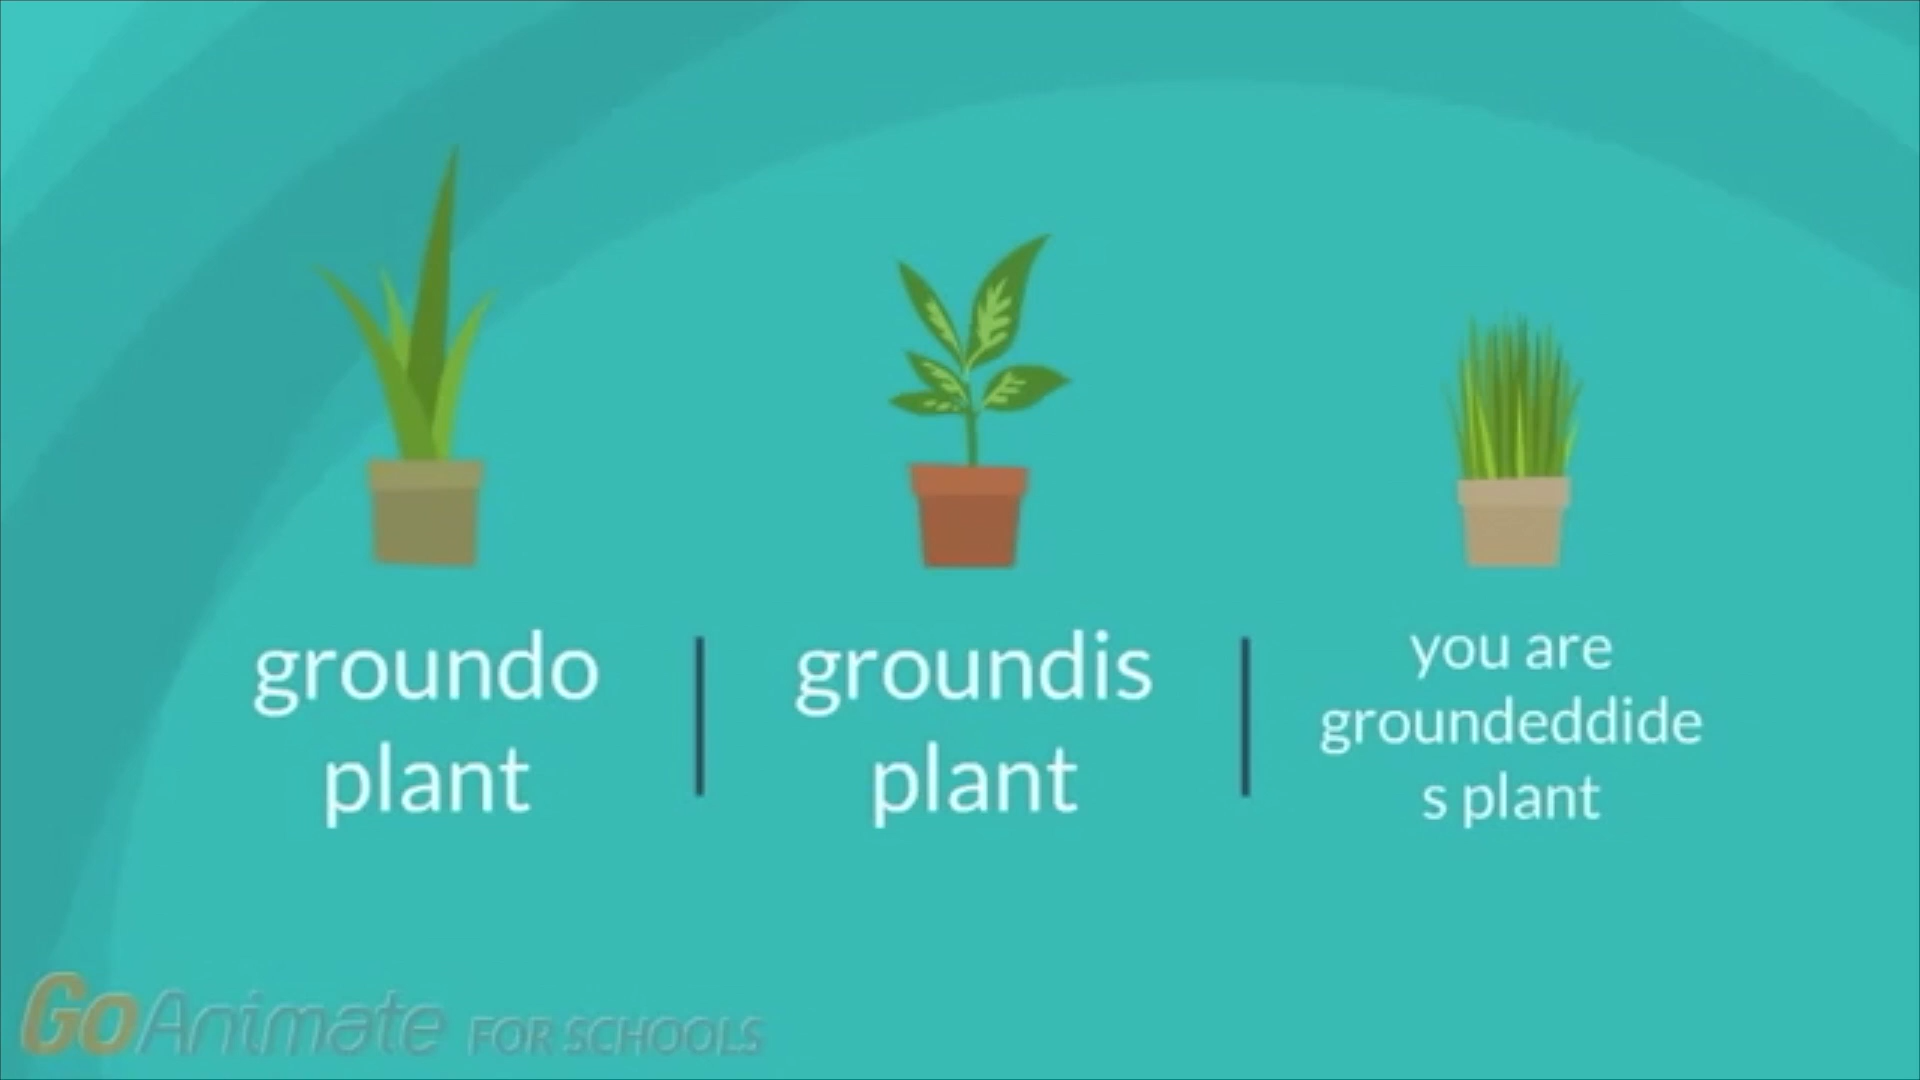 groundo
plant
groundis
plant
you are
groundeddide
s plant
GoAnimate FOR SCHOOLS